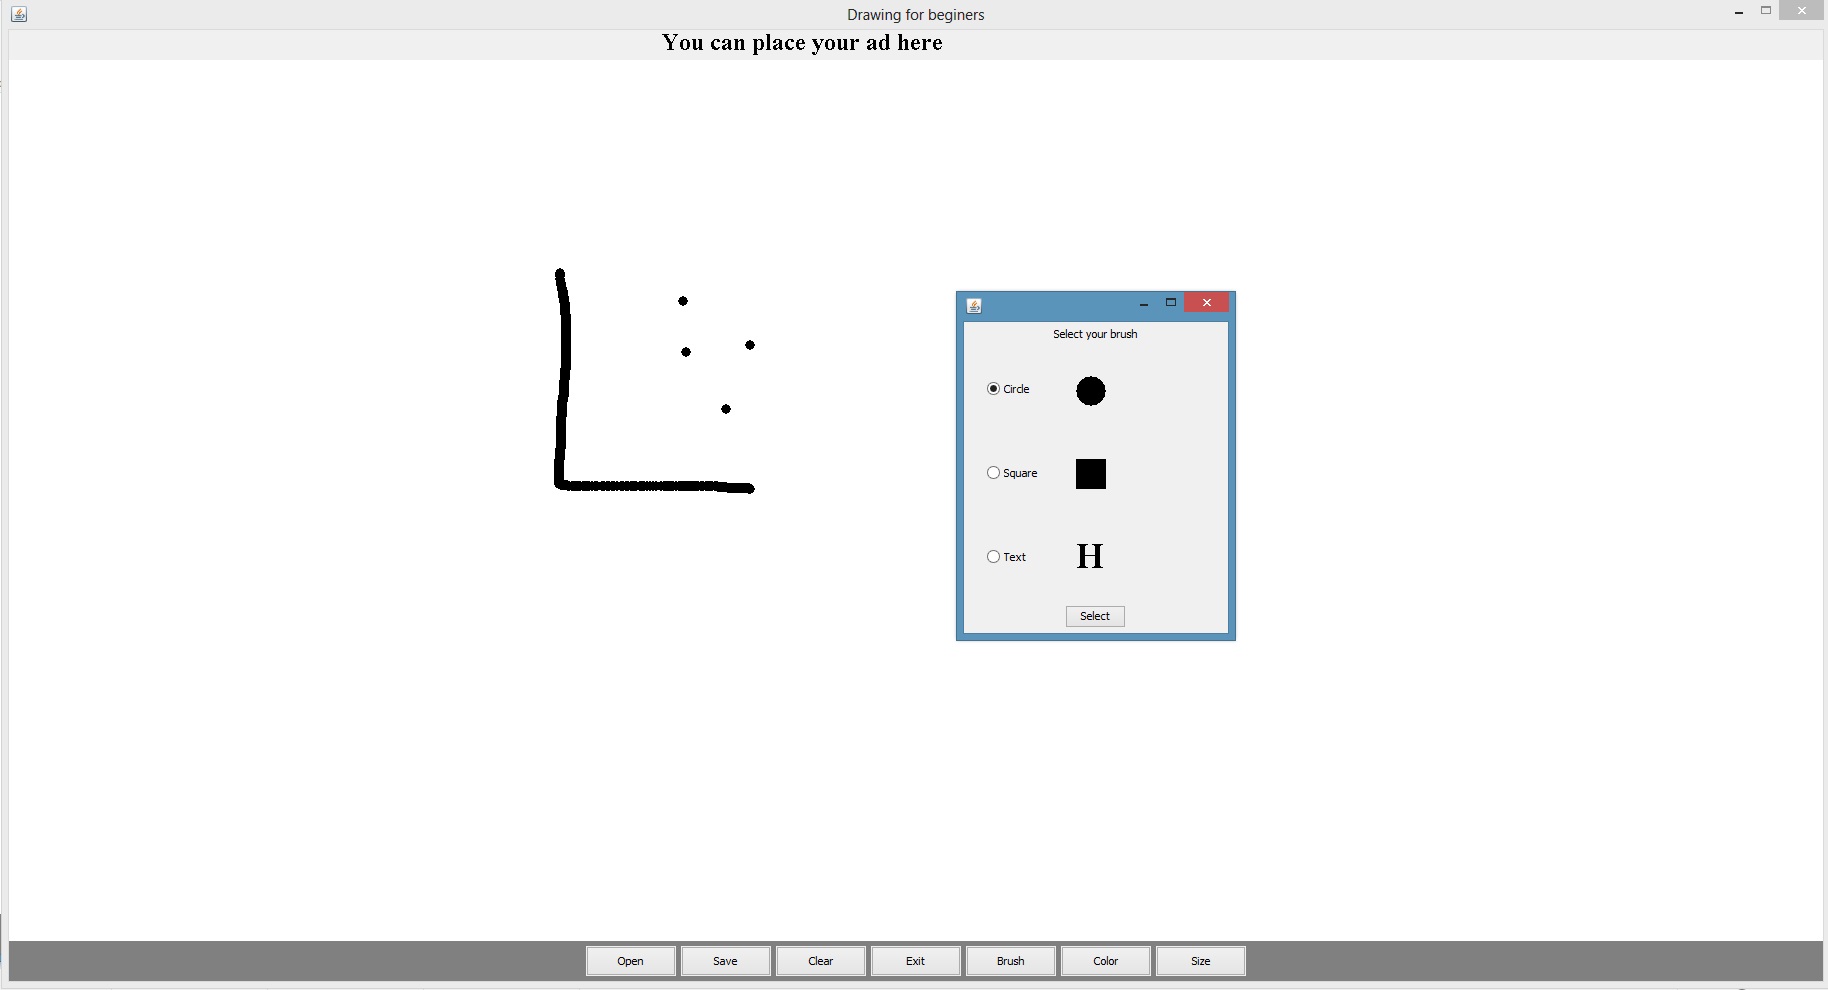 Drawing for beginers
You can place your ad here
Select your brush
Circle
Square
Text H
Select
Open Save Clear Exit Brush Color Size